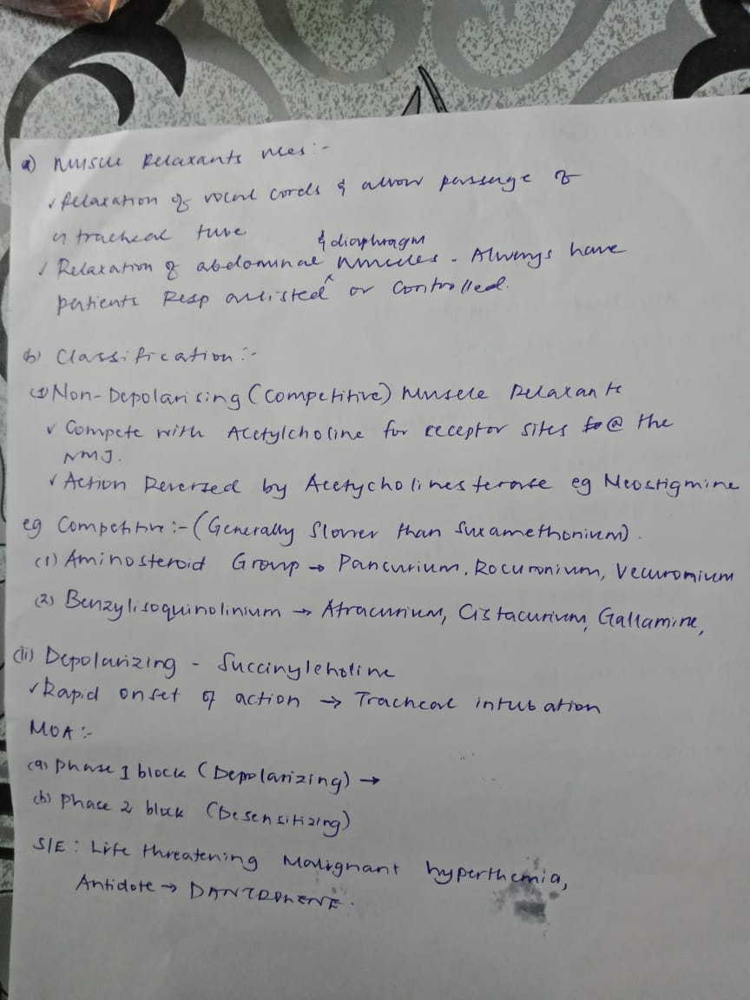 a) Muscle Relaxants uses :-
✓ Relaxation of vocal cords & allow passage of
tracheal tube
& diaphragm
✓ Relaxation of abdominal ^ Muscles. Always have
patients Resp assisted or Controlled.
b) Classification :-
(I) Non-Depolarising (Competitive) Muscle Relaxants
✓ Compete with Acetylcholine for receptor sites @ the
NMJ.
✓ Action Reversed by Acetycholinesterase eg Neostigmine
eg Competitive :- (Generally Slower than Suxamethonium).
(1) Aminosteroid Group → Pancurium, Rocuronium, Vecuromium
(2) Benzylisoquinolinium → Atracurium, Cistacurium, Gallamine,
(ii) Depolarizing - Succinylcholine
✓ Rapid onset of action → Tracheal intubation
MOA :-
(a) Phase 1 block (Depolarizing) →
(b) Phase 2 block (Desensitizing)
S/E : Life threatening Malignant hyperthemia,
Antidote → DANTROLENE.